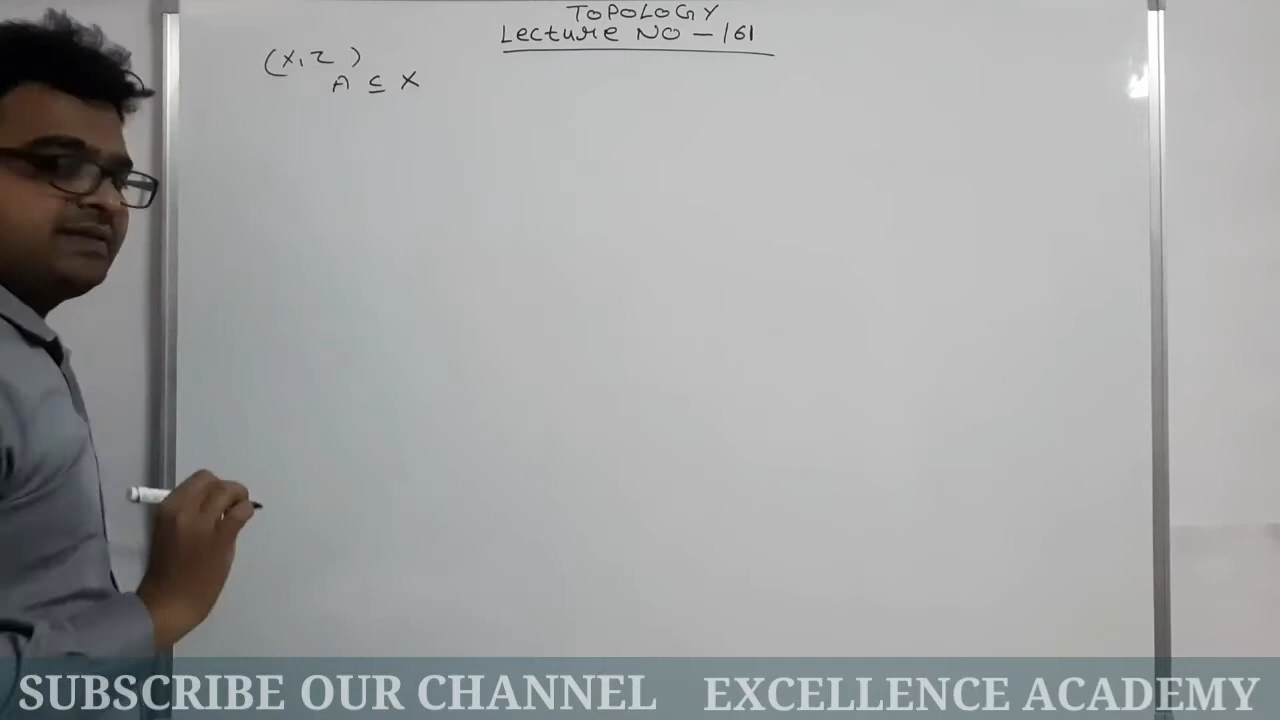 TOPOLOGY
Lecture NO - 161
(X, τ)
A ⊆ X
SUBSCRIBE OUR CHANNEL EXCELLENCE ACADEMY